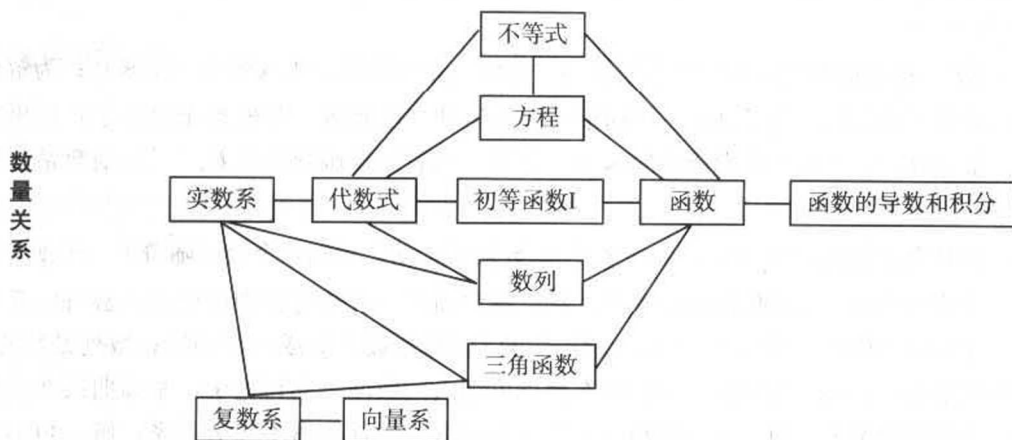 数量关系
不等式
方程
实数系
代数式
初等函数I
函数
函数的导数和积分
数列
三角函数
复数系
向量系